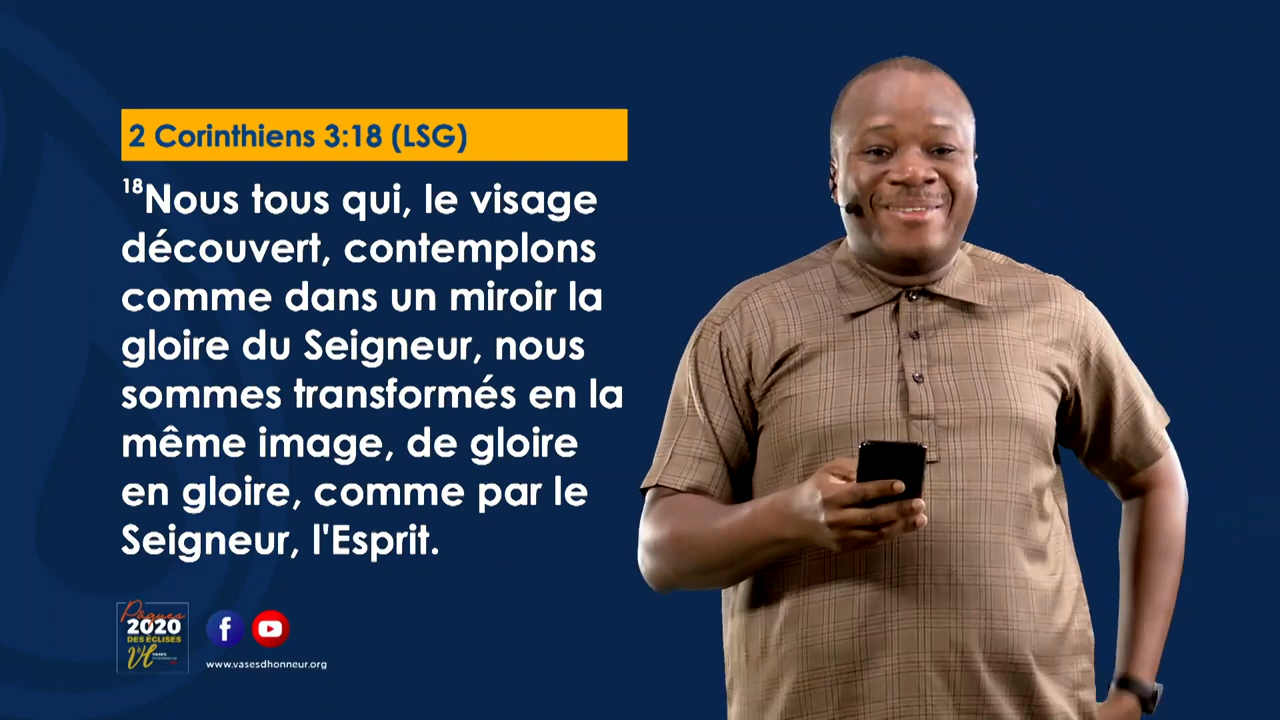 2 Corinthiens 3:18 (LSG)
18Nous tous qui, le visage
découvert, contemplons
comme dans un miroir la
gloire du Seigneur, nous
sommes transformés en la
même image, de gloire
en gloire, comme par le
Seigneur, l'Esprit.
Pâques
2020
DES ÉGLISES
VH
www.vasesdhonneur.org